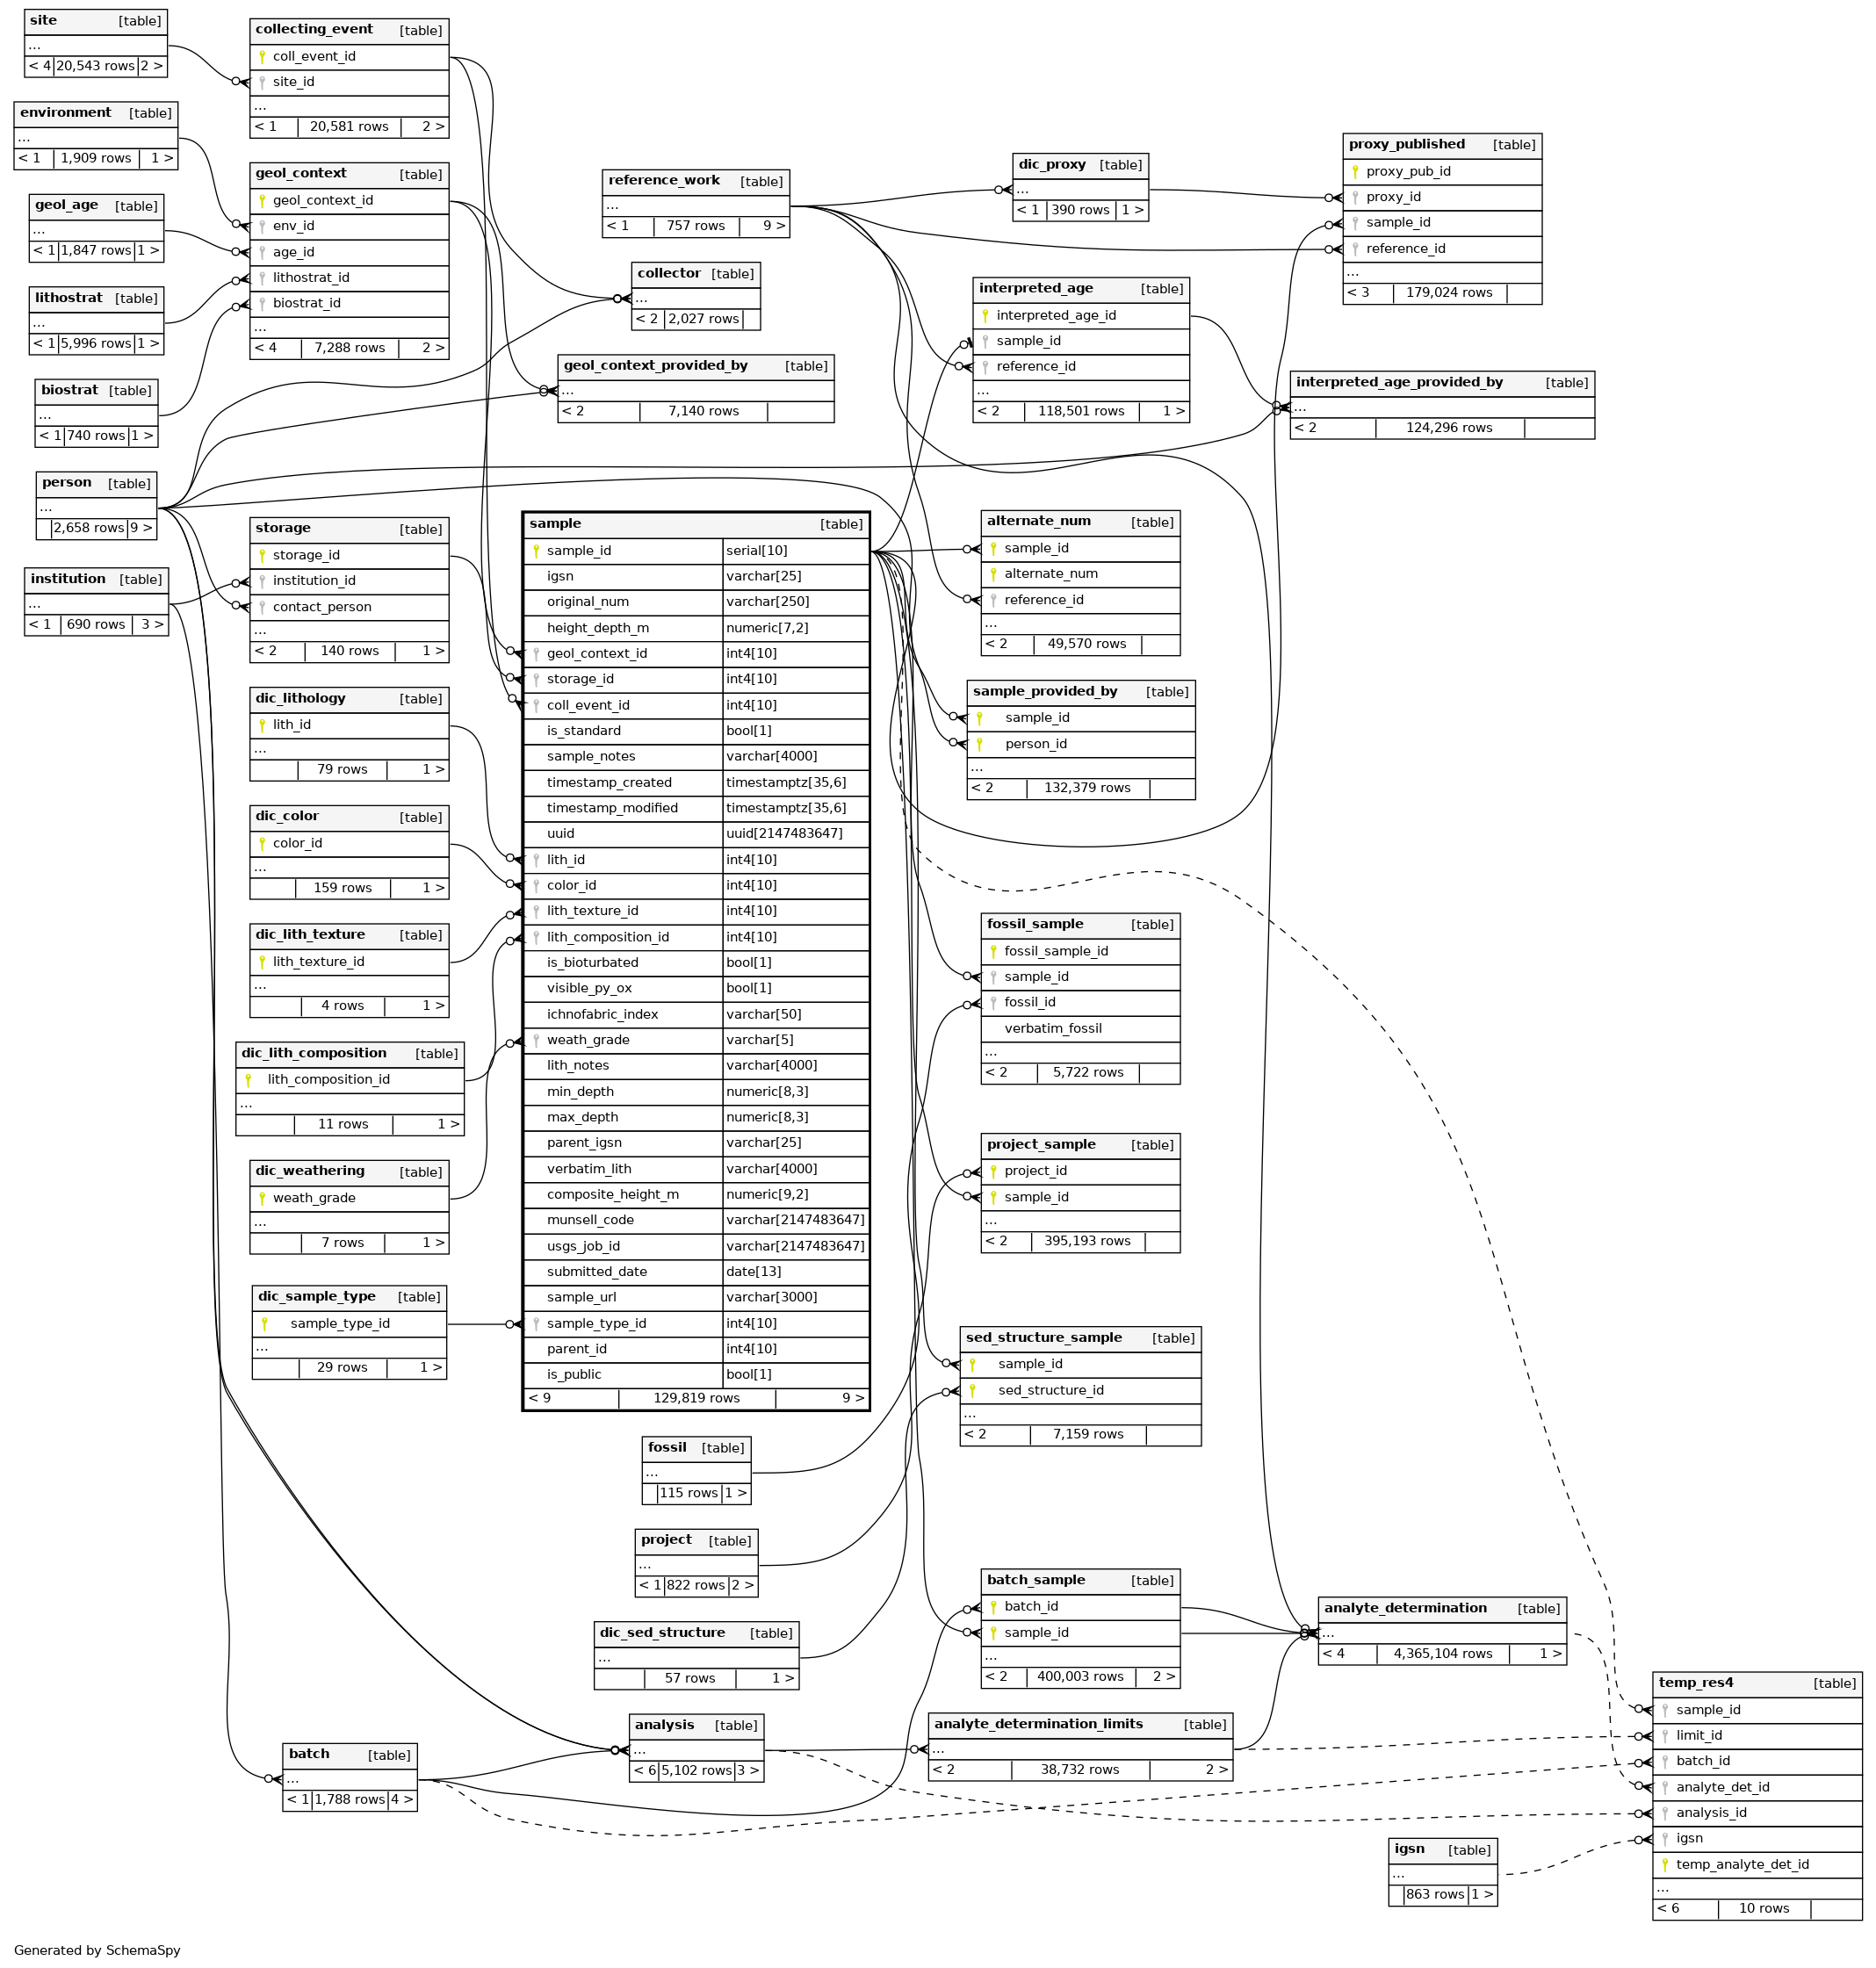 site [table]
...
< 4 20,543 rows 2 >
environment [table]
...
< 1 1,909 rows 1 >
geol_age [table]
...
< 1 1,847 rows 1 >
lithostrat [table]
...
< 1 5,996 rows 1 >
biostrat [table]
...
< 1 740 rows 1 >
person [table]
...
2,658 rows 9 >
institution [table]
...
< 1 690 rows 3 >
collecting_event [table]
coll_event_id
site_id
...
< 1 20,581 rows 2 >
geol_context [table]
geol_context_id
env_id
age_id
lithostrat_id
biostrat_id
...
< 4 7,288 rows 2 >
storage [table]
storage_id
institution_id
contact_person
...
< 2 140 rows 1 >
dic_lithology [table]
lith_id
...
79 rows 1 >
dic_color [table]
color_id
...
159 rows 1 >
dic_lith_texture [table]
lith_texture_id
...
4 rows 1 >
dic_lith_composition [table]
lith_composition_id
...
11 rows 1 >
dic_weathering [table]
weath_grade
...
7 rows 1 >
dic_sample_type [table]
sample_type_id
...
29 rows 1 >
batch [table]
...
< 1 1,788 rows 4 >
reference_work [table]
...
< 1 757 rows 9 >
collector [table]
...
< 2 2,027 rows
geol_context_provided_by [table]
...
< 2 7,140 rows
sample [table]
sample_id serial[10]
igsn varchar[25]
original_num varchar[250]
height_depth_m numeric[7,2]
geol_context_id int4[10]
storage_id int4[10]
coll_event_id int4[10]
is_standard bool[1]
sample_notes varchar[4000]
timestamp_created timestamptz[35,6]
timestamp_modified timestamptz[35,6]
uuid uuid[2147483647]
lith_id int4[10]
color_id int4[10]
lith_texture_id int4[10]
lith_composition_id int4[10]
is_bioturbated bool[1]
visible_py_ox bool[1]
ichnofabric_index varchar[50]
weath_grade varchar[5]
lith_notes varchar[4000]
min_depth numeric[8,3]
max_depth numeric[8,3]
parent_igsn varchar[25]
verbatim_lith varchar[4000]
composite_height_m numeric[9,2]
munsell_code varchar[2147483647]
usgs_job_id varchar[2147483647]
submitted_date date[13]
sample_url varchar[3000]
sample_type_id int4[10]
parent_id int4[10]
is_public bool[1]
< 9 129,819 rows 9 >
fossil [table]
...
115 rows 1 >
project [table]
...
< 1 822 rows 2 >
dic_sed_structure [table]
...
57 rows 1 >
analysis [table]
...
< 6 5,102 rows 3 >
dic_proxy [table]
...
< 1 390 rows 1 >
interpreted_age [table]
interpreted_age_id
sample_id
reference_id
...
< 2 118,501 rows 1 >
alternate_num [table]
sample_id
alternate_num
reference_id
...
< 2 49,570 rows
sample_provided_by [table]
sample_id
person_id
...
< 2 132,379 rows
fossil_sample [table]
fossil_sample_id
sample_id
fossil_id
verbatim_fossil
...
< 2 5,722 rows
project_sample [table]
project_id
sample_id
...
< 2 395,193 rows
sed_structure_sample [table]
sample_id
sed_structure_id
...
< 2 7,159 rows
batch_sample [table]
batch_id
sample_id
...
< 2 400,003 rows 2 >
analyte_determination_limits [table]
...
< 2 38,732 rows 2 >
proxy_published [table]
proxy_pub_id
proxy_id
sample_id
reference_id
...
< 3 179,024 rows
interpreted_age_provided_by [table]
...
< 2 124,296 rows
analyte_determination [table]
...
< 4 4,365,104 rows 1 >
igsn [table]
...
863 rows 1 >
temp_res4 [table]
sample_id
limit_id
batch_id
analyte_det_id
analysis_id
igsn
temp_analyte_det_id
...
< 6 10 rows
Generated by SchemaSpy